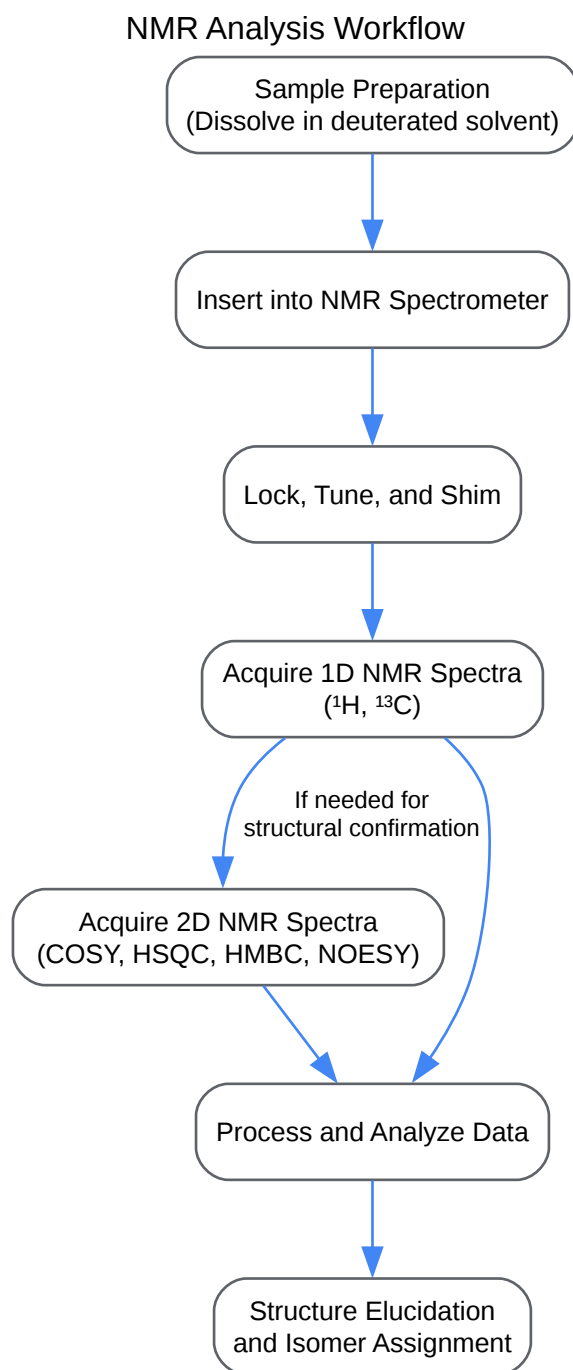 NMR Analysis Workflow
Sample Preparation
(Dissolve in deuterated solvent)
Insert into NMR Spectrometer
Lock, Tune, and Shim
Acquire 1D NMR Spectra
(¹H, ¹³C)
If needed for
structural confirmation
Acquire 2D NMR Spectra
(COSY, HSQC, HMBC, NOESY)
Process and Analyze Data
Structure Elucidation
and Isomer Assignment